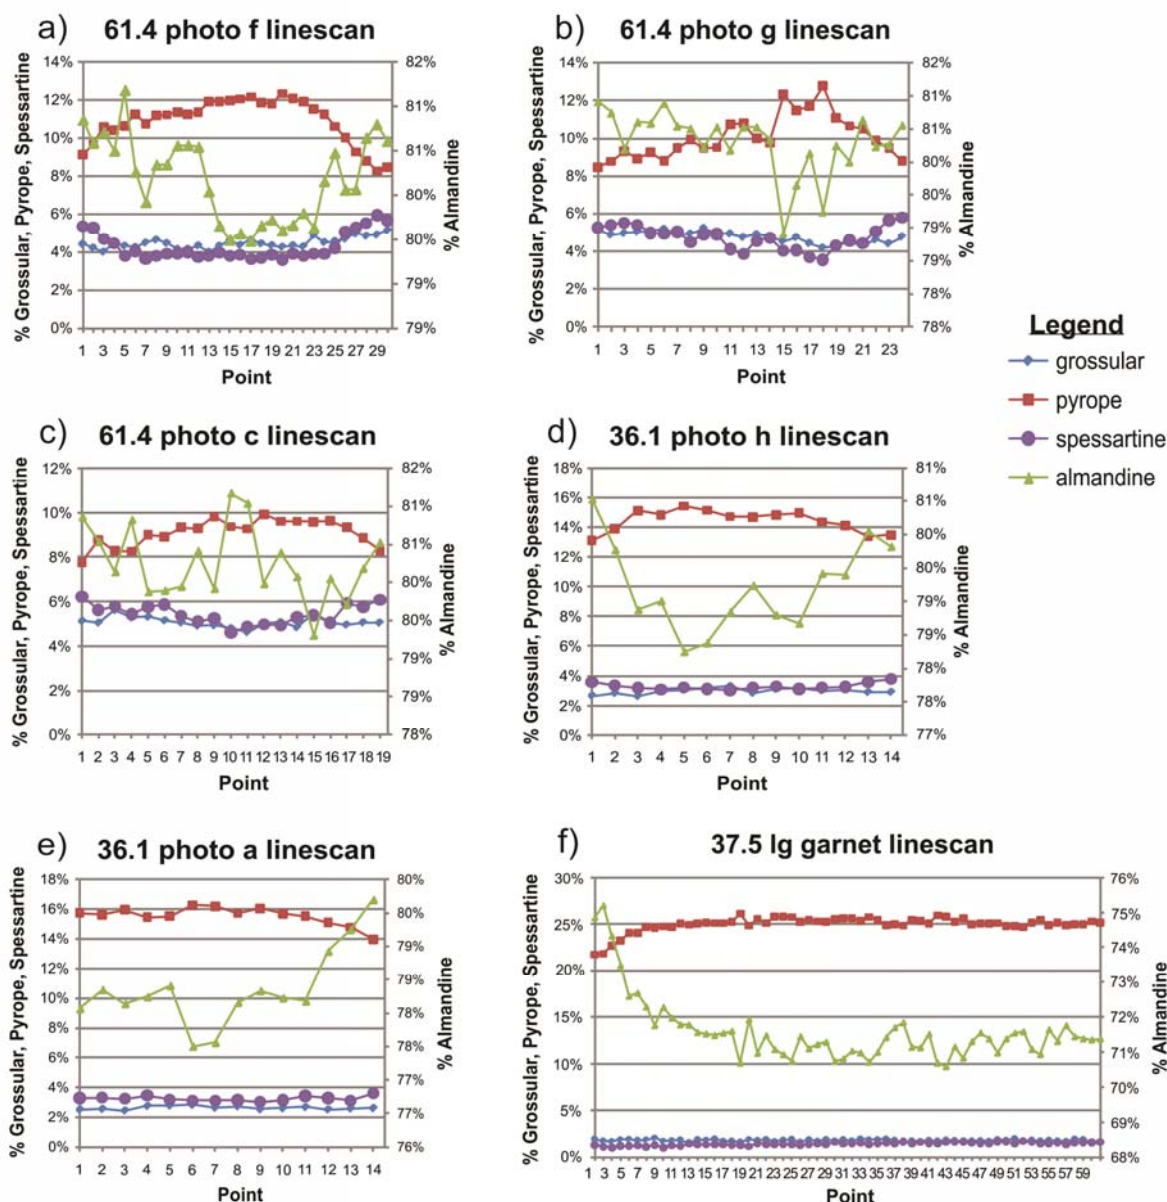 a) 61.4 photo f linescan
% Grossular, Pyrope, Spessartine
14%
12%
10%
8%
6%
4%
2%
0%
82%
81%
81%
80%
80%
79%
79%
% Almandine
1 3 5 7 9 11 13 15 17 19 21 23 25 27 29
Point
b) 61.4 photo g linescan
% Grossular, Pyrope, Spessartine
14%
12%
10%
8%
6%
4%
2%
0%
82%
81%
81%
80%
80%
79%
79%
78%
78%
% Almandine
1 3 5 7 9 11 13 15 17 19 21 23
Point
Legend
grossular
pyrope
spessartine
almandine
c) 61.4 photo c linescan
% Grossular, Pyrope, Spessartine
12%
10%
8%
6%
4%
2%
0%
82%
81%
81%
80%
80%
79%
79%
78%
% Almandine
1 2 3 4 5 6 7 8 9 10 11 12 13 14 15 16 17 18 19
Point
d) 36.1 photo h linescan
% Grossular, Pyrope, Spessartine
18%
16%
14%
12%
10%
8%
6%
4%
2%
0%
81%
81%
80%
80%
79%
79%
78%
78%
77%
% Almandine
1 2 3 4 5 6 7 8 9 10 11 12 13 14
Point
e) 36.1 photo a linescan
% Grossular, Pyrope, Spessartine
18%
16%
14%
12%
10%
8%
6%
4%
2%
0%
80%
80%
79%
79%
78%
78%
77%
77%
76%
% Almandine
1 2 3 4 5 6 7 8 9 10 11 12 13 14
Point
f) 37.5 lg garnet linescan
% Grossular, Pyrope, Spessartine
30%
25%
20%
15%
10%
5%
0%
76%
75%
74%
73%
72%
71%
70%
69%
68%
% Almandine
1 3 5 7 9 11 13 15 17 19 21 23 25 27 29 31 33 35 37 39 41 43 45 47 49 51 53 55 57 59
Point